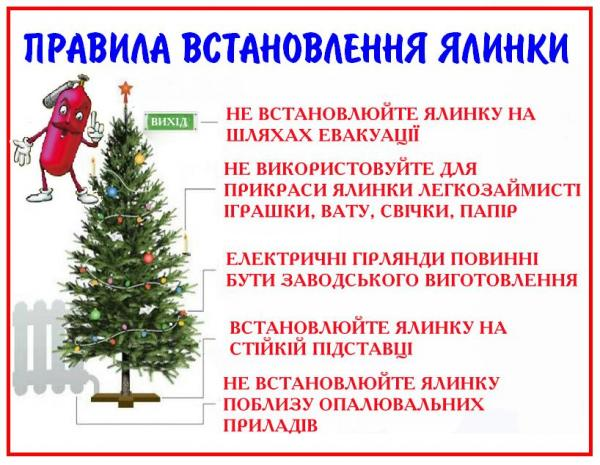 ПРАВИЛА ВСТАНОВЛЕННЯ ЯЛИНКИ
ВИХІД
НЕ ВСТАНОВЛЮЙТЕ ЯЛИНКУ НА
ШЛЯХАХ ЕВАКУАЦІЇ
НЕ ВИКОРИСТОВУЙТЕ ДЛЯ
ПРИКРАСИ ЯЛИНКИ ЛЕГКОЗАЙМИСТІ
ІГРАШКИ, ВАТУ, СВІЧКИ, ПАПІР
ЕЛЕКТРИЧНІ ГІРЛЯНДИ ПОВИННІ
БУТИ ЗАВОДСЬКОГО ВИГОТОВЛЕННЯ
ВСТАНОВЛЮЙТЕ ЯЛИНКУ НА
СТІЙКІЙ ПІДСТАВЦІ
НЕ ВСТАНОВЛЮЙТЕ ЯЛИНКУ
ПОБЛИЗУ ОПАЛЮВАЛЬНИХ
ПРИЛАДІВ